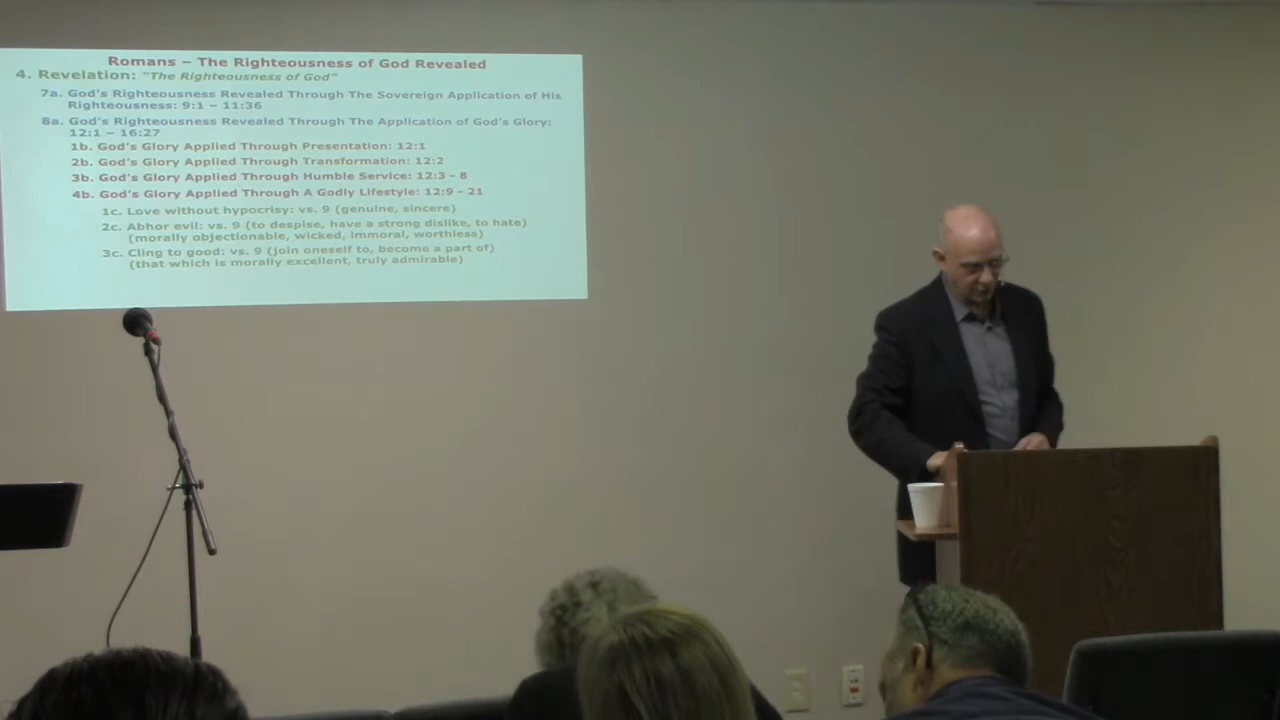 Romans – The Righteousness of God Revealed
4. Revelation: "The Righteousness of God"
7a. God's Righteousness Revealed Through The Sovereign Application of His
Righteousness: 9:1 – 11:36
8a. God's Righteousness Revealed Through The Application of God's Glory:
12:1 – 16:27
1b. God's Glory Applied Through Presentation: 12:1
2b. God's Glory Applied Through Transformation: 12:2
3b. God's Glory Applied Through Humble Service: 12:3 - 8
4b. God's Glory Applied Through A Godly Lifestyle: 12:9 - 21
1c. Love without hypocrisy: vs. 9 (genuine, sincere)
2c. Abhor evil: vs. 9 (to despise, have a strong dislike, to hate)
(morally objectionable, wicked, immoral, worthless)
3c. Cling to good: vs. 9 (join oneself to, become a part of)
(that which is morally excellent, truly admirable)